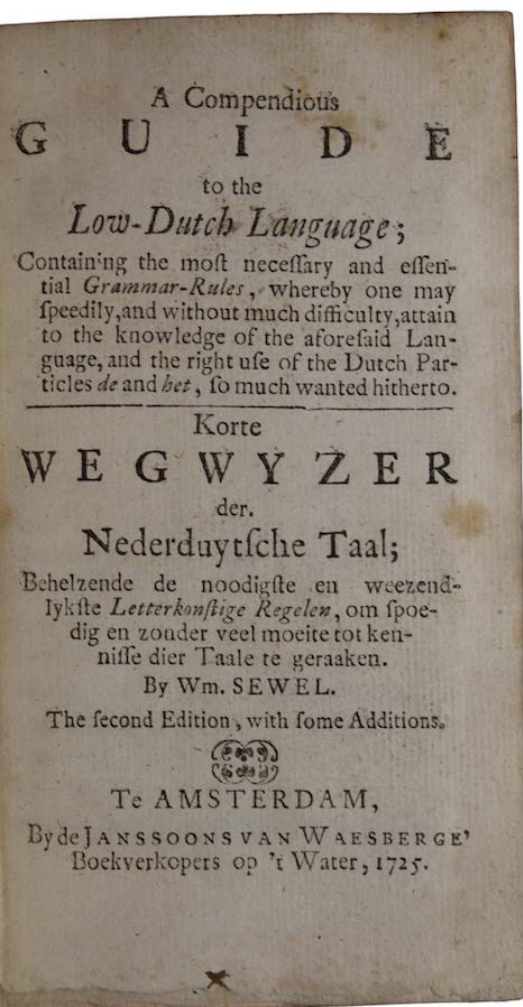 A Compendious
GUIDE
to the
Low-Dutch Language;
Containing the moſt neceſſary and eſſen-
tial Grammar-Rules, whereby one may
ſpeedily, and without much difficulty, attain
to the knowledge of the aforeſaid Lan-
guage, and the right uſe of the Dutch Par-
ticles de and het, ſo much wanted hitherto.
Korte
WEGWYZER
der.
Nederduytſche Taal;
Behelzende de noodigſte en weezend-
lykſte Letterkonſtige Regelen, om ſpoe-
dig en zonder veel moeite tot ken-
niſſe dier Taale te geraaken.
By Wm. SEWEL.
The ſecond Edition, with ſome Additions.
Te AMSTERDAM,
By de JANSSOONS VAN WAESBERGE'
Boekverkopers op 't Water, 1725.